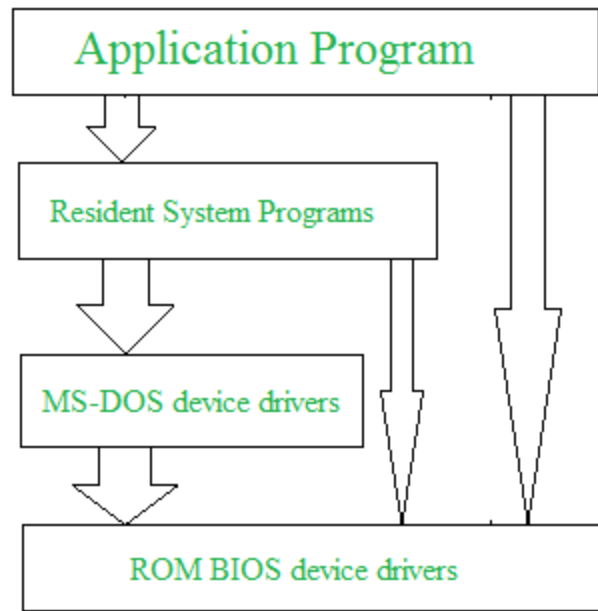 Application Program
Resident System Programs
MS-DOS device drivers
ROM BIOS device drivers